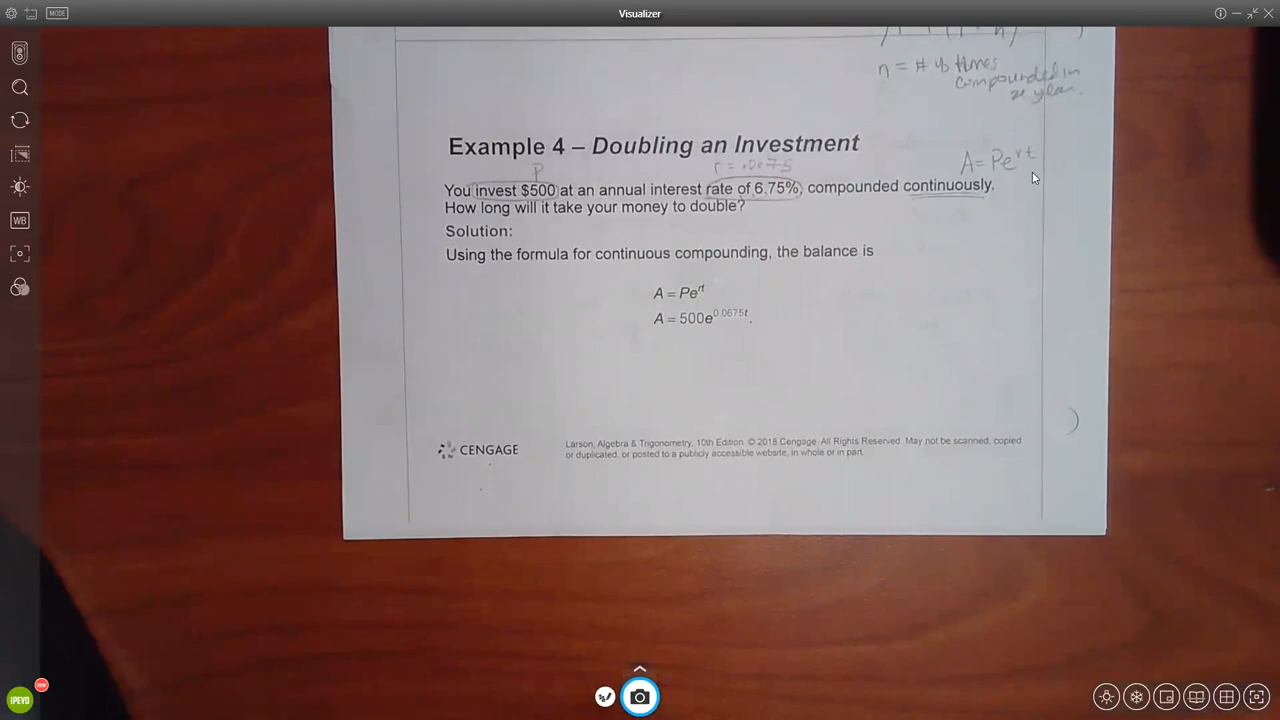 Visualizer
MODE
n = # of times
compounded in
year.
Example 4 – Doubling an Investment
A = Pe^rt
P
r = .0675
You invest $500 at an annual interest rate of 6.75%, compounded continuously.
How long will it take your money to double?
Solution:
Using the formula for continuous compounding, the balance is
A = Pe^rt
A = 500e^0.0675t.
CENGAGE
Larson, Algebra & Trigonometry, 10th Edition. © 2018 Cengage. All Rights Reserved. May not be scanned, copied
or duplicated, or posted to a publicly accessible website, in whole or in part.
)
IPEVO
new